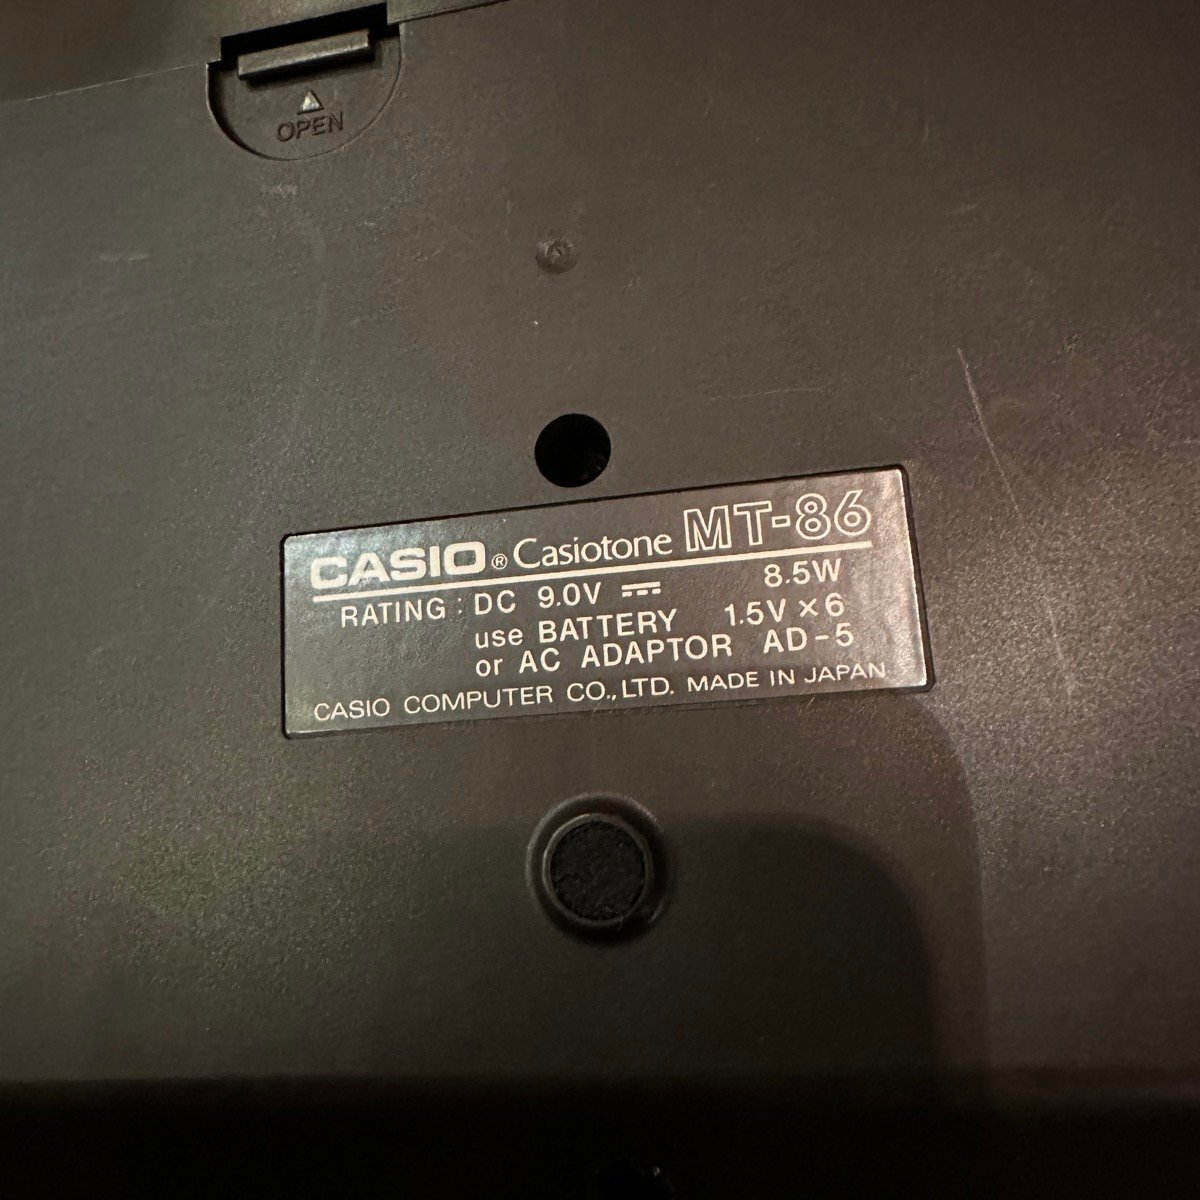 OPEN
CASIO® Casiotone MT-86
RATING : DC 9.0V ⎓ 8.5W
use BATTERY 1.5V × 6
or AC ADAPTOR AD-5
CASIO COMPUTER CO.,LTD. MADE IN JAPAN